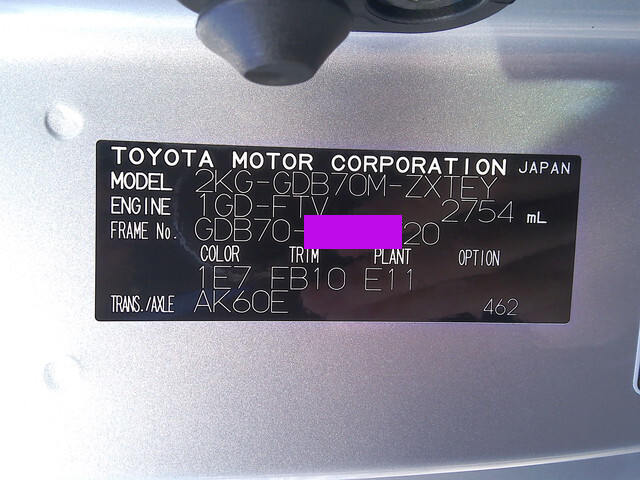 TOYOTA MOTOR CORPORATION JAPAN
MODEL 2KG-GDB70M-ZXTEY
ENGINE 1GD-FTV 2754 mL
FRAME No. GDB70- 20
COLOR TRIM PLANT OPTION
1E7 FB10 E11
TRANS./AXLE AK60E 462